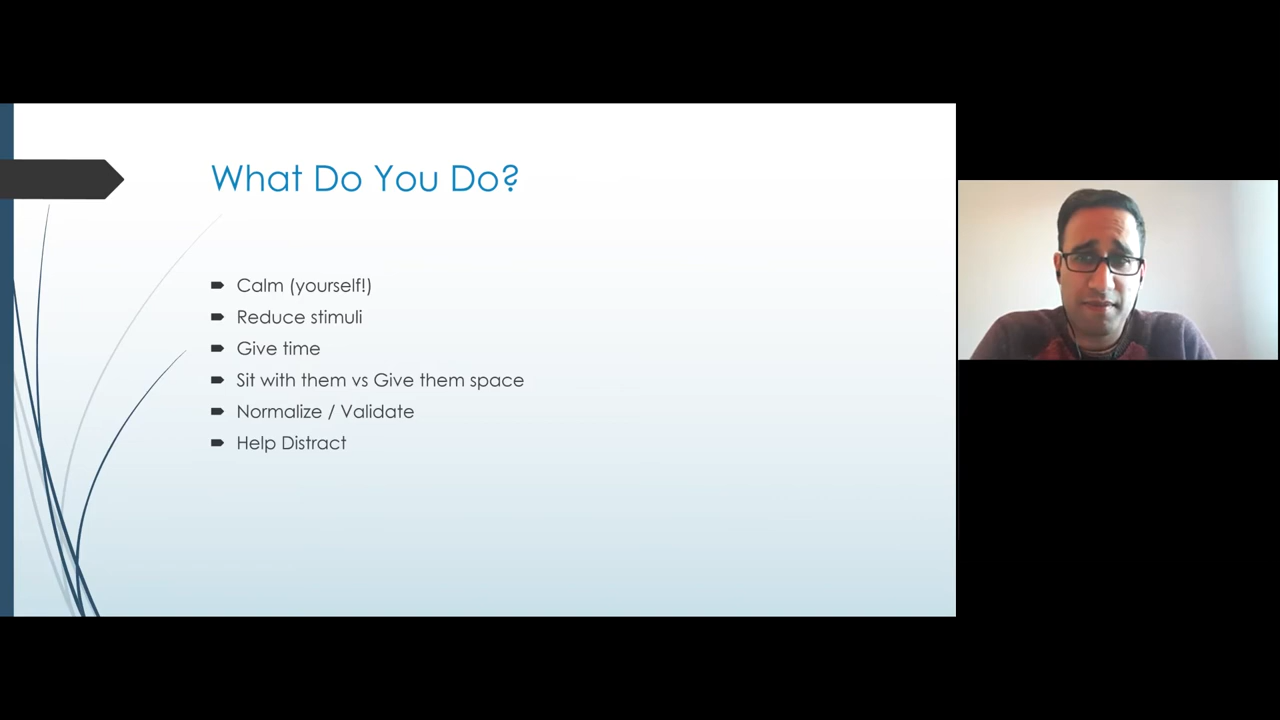 What Do You Do?
Calm (yourself!)
Reduce stimuli
Give time
Sit with them vs Give them space
Normalize / Validate
Help Distract